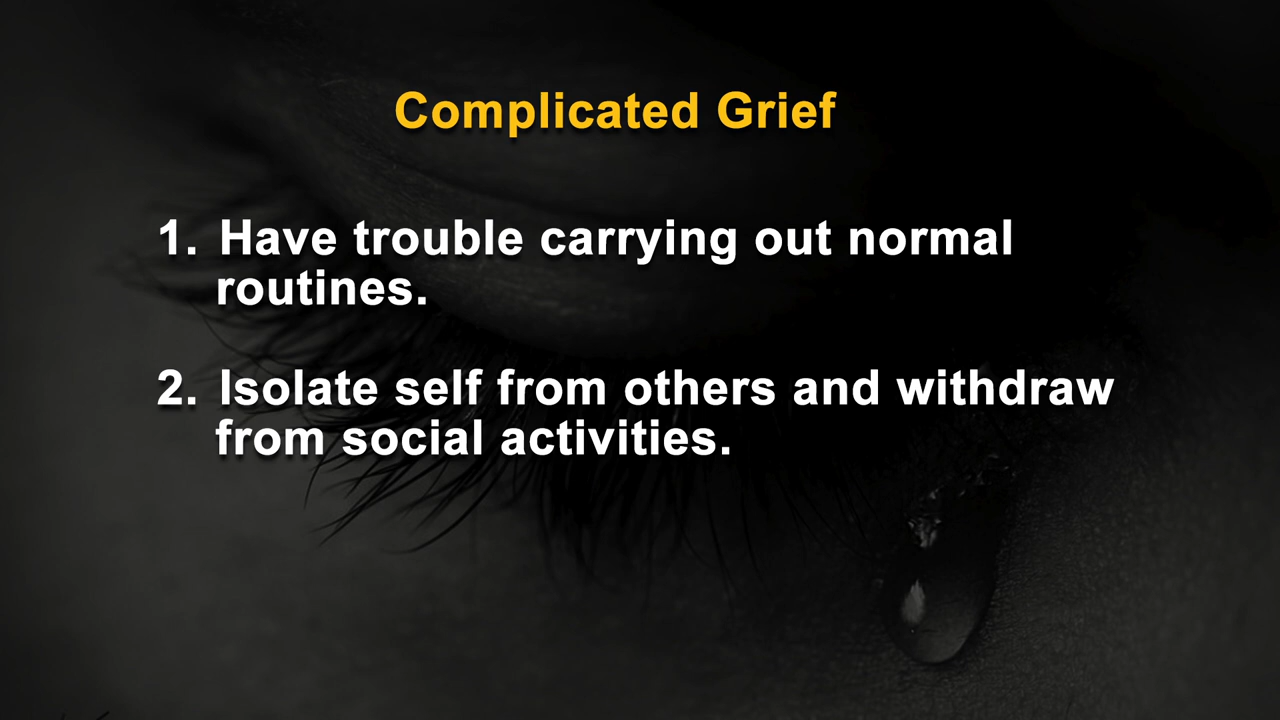 Complicated Grief
1. Have trouble carrying out normal
routines.
2. Isolate self from others and withdraw
from social activities.